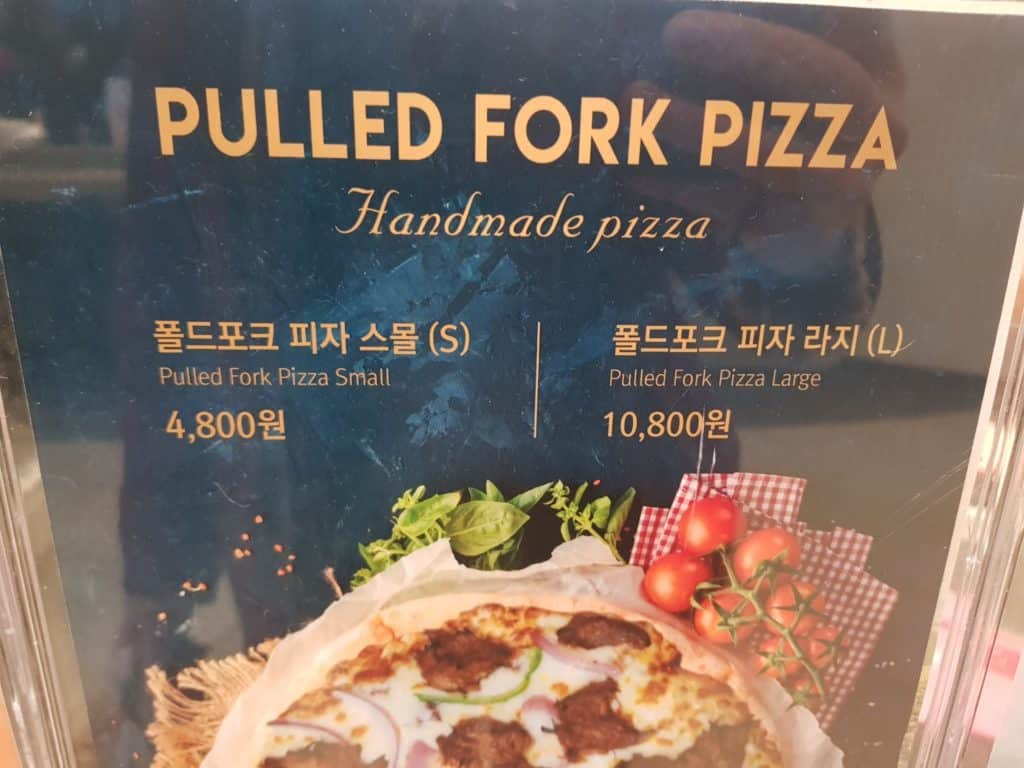 PULLED FORK PIZZA
Handmade pizza
폴드포크 피자 스몰 (S)
Pulled Fork Pizza Small
4,800원
폴드포크 피자 라지 (L)
Pulled Fork Pizza Large
10,800원